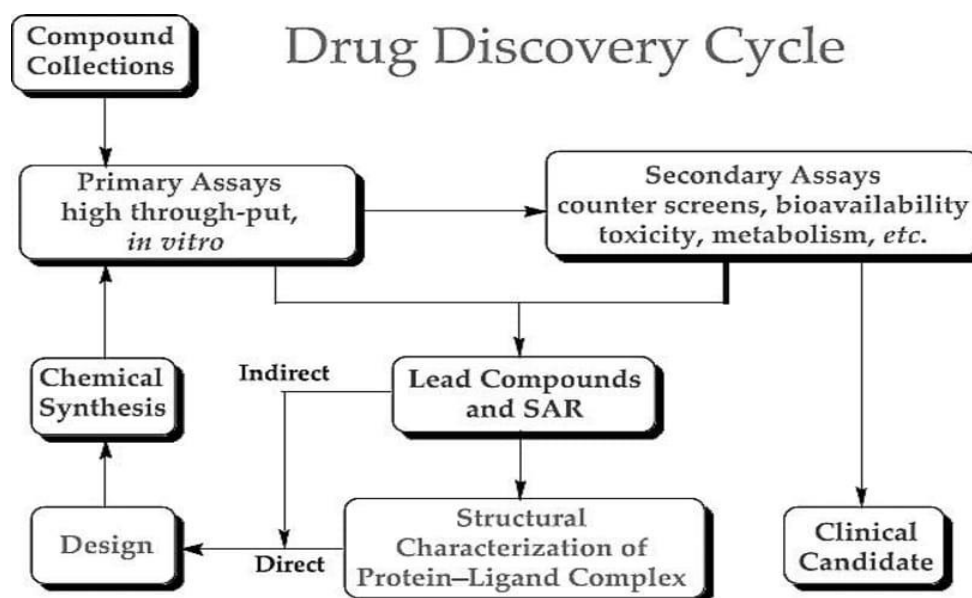 Compound
Collections
Drug Discovery Cycle
Primary Assays
high through-put,
in vitro
Secondary Assays
counter screens, bioavailability
toxicity, metabolism, etc.
Chemical
Synthesis
Indirect
Lead Compounds
and SAR
Design
Direct
Structural
Characterization of
Protein–Ligand Complex
Clinical
Candidate